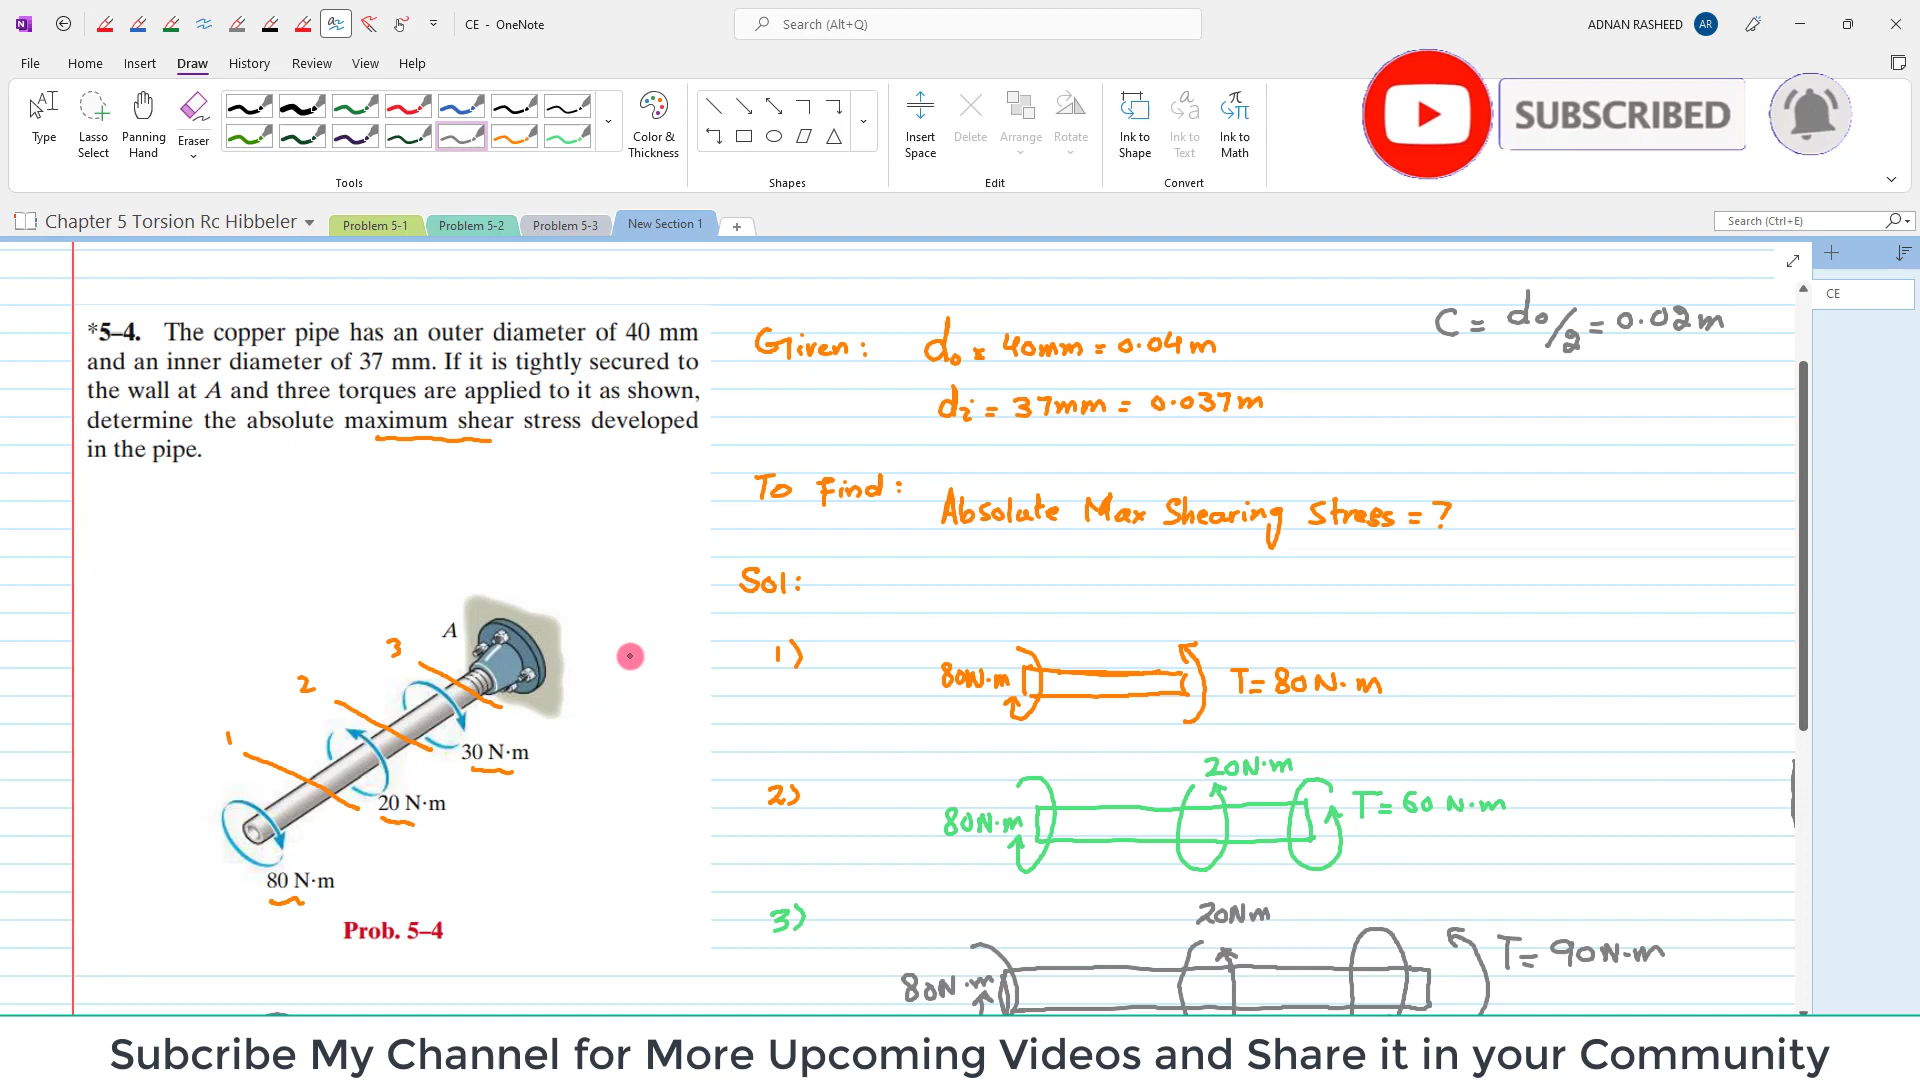 CE - OneNote
Search (Alt+Q)
ADNAN RASHEED
AR
File Home Insert Draw History Review View Help
Type
Lasso Select
Panning Hand
Eraser
Color & Thickness
Insert Space
Delete
Arrange
Rotate
Ink to Shape
Ink to Text
Ink to Math
Tools
Shapes
Edit
Convert
SUBSCRIBED
Chapter 5 Torsion Rc Hibbeler
Problem 5-1
Problem 5-2
Problem 5-3
New Section 1
Search (Ctrl+E)
CE
*5–4. The copper pipe has an outer diameter of 40 mm
and an inner diameter of 37 mm. If it is tightly secured to
the wall at A and three torques are applied to it as shown,
determine the absolute maximum shear stress developed
in the pipe.
A
3
2
1
30 N·m
20 N·m
80 N·m
Prob. 5–4
Given: do = 40mm = 0.04m
di = 37mm = 0.037m
C = do/2 = 0.02m
To Find:
Absolute Max Shearing Stress = ?
Sol:
1)
80N·m
T= 80N·m
2)
20N·m
80N·m
T= 60 N·m
3)
20Nm
80N·m
T= 90N·m
Subcribe My Channel for More Upcoming Videos and Share it in your Community